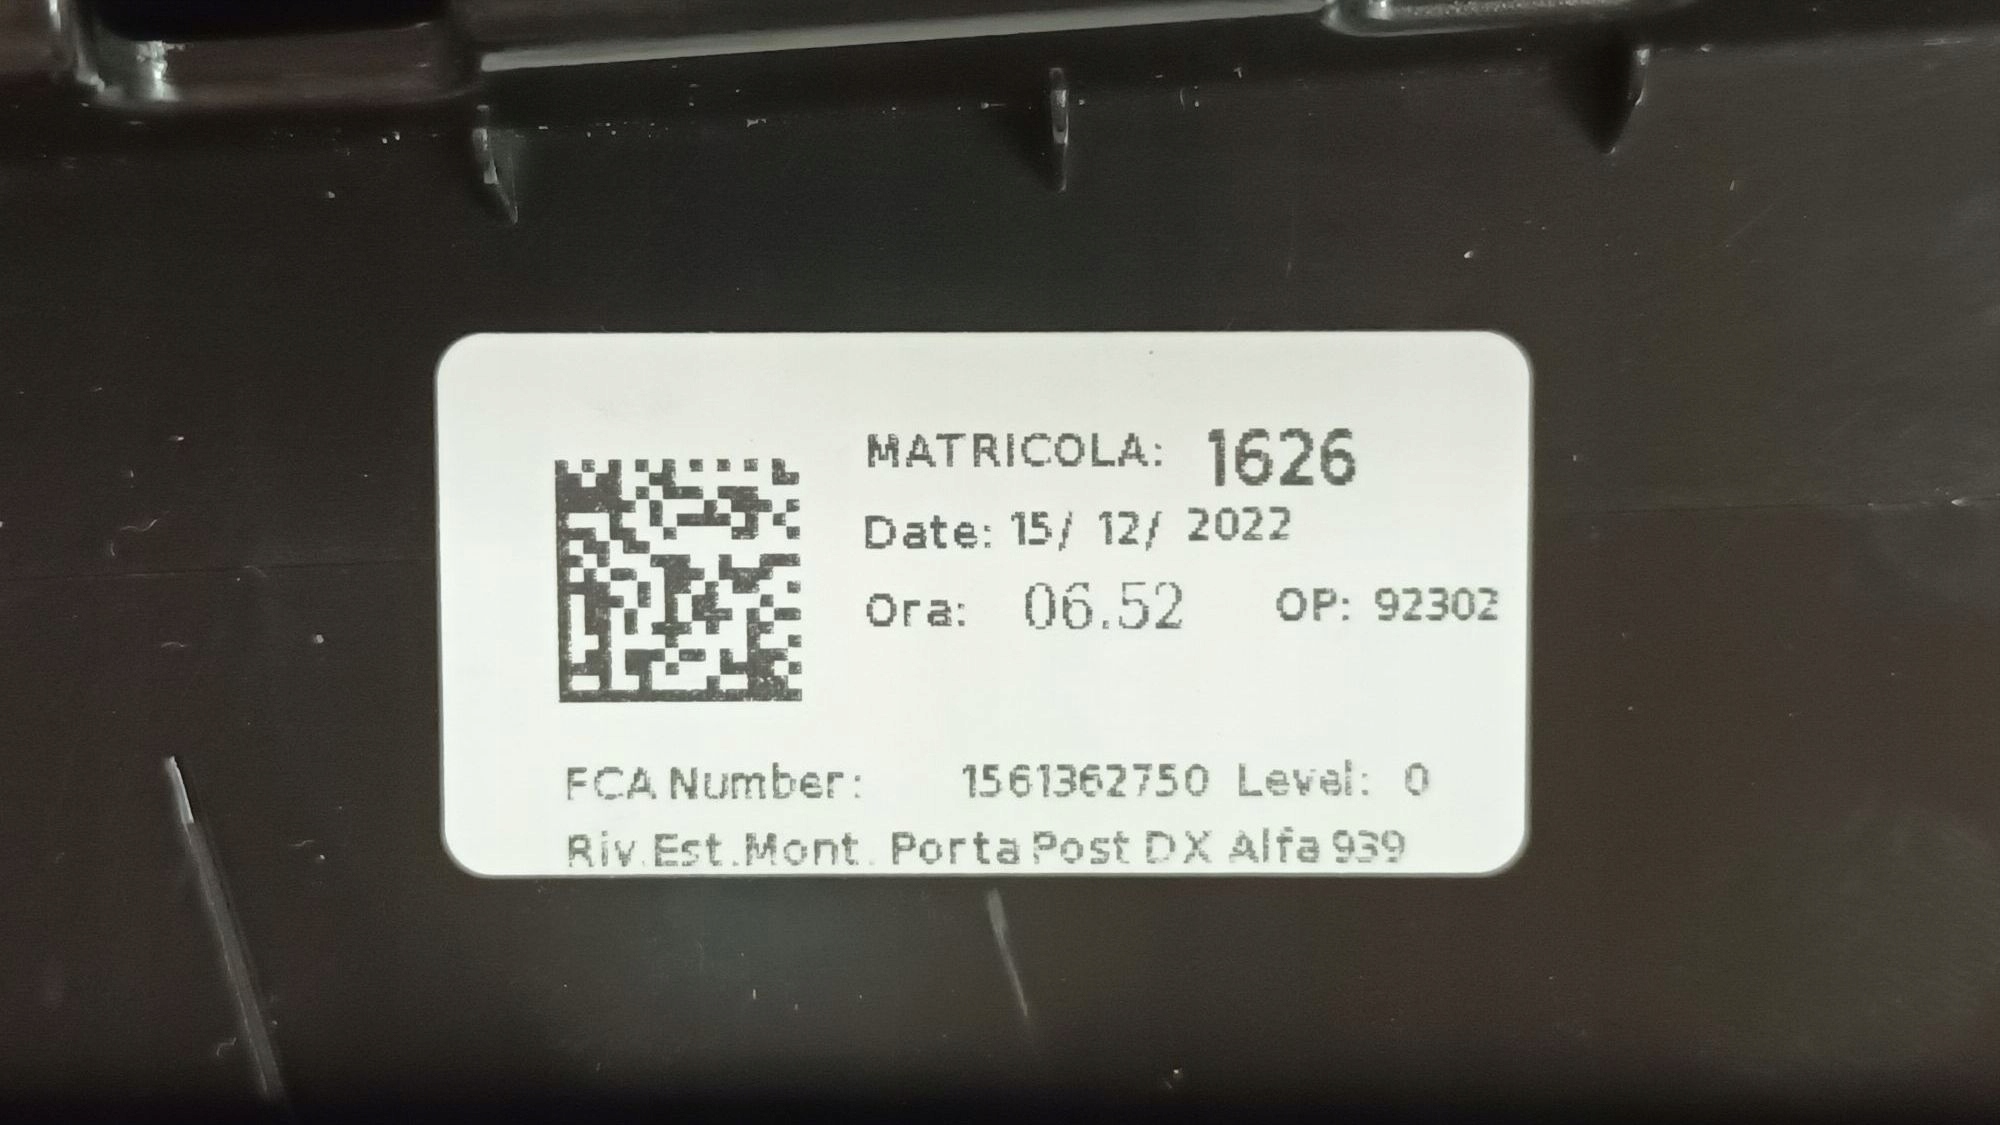 MATRICOLA: 1626
Date: 15/ 12/ 2022
Ora: 06.52 OP: 92302
FCA Number: 1561362750 Level: 0
Riv.Est.Mont. Porta Post DX Alfa 939